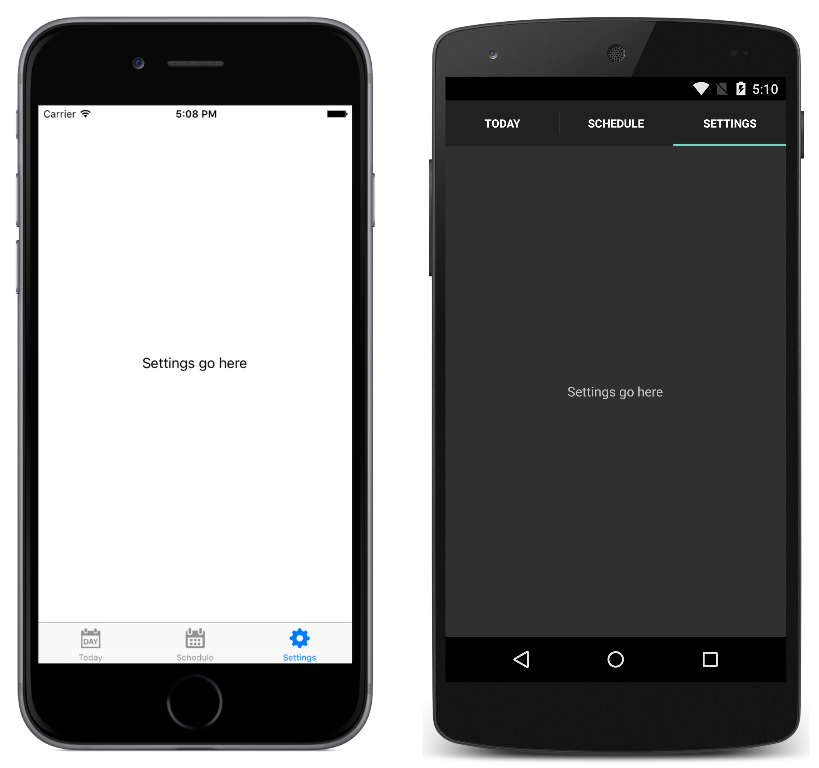 Carrier 5:08 PM
Settings go here
DAY
Today Schedule Settings
5:10
TODAY SCHEDULE SETTINGS
Settings go here